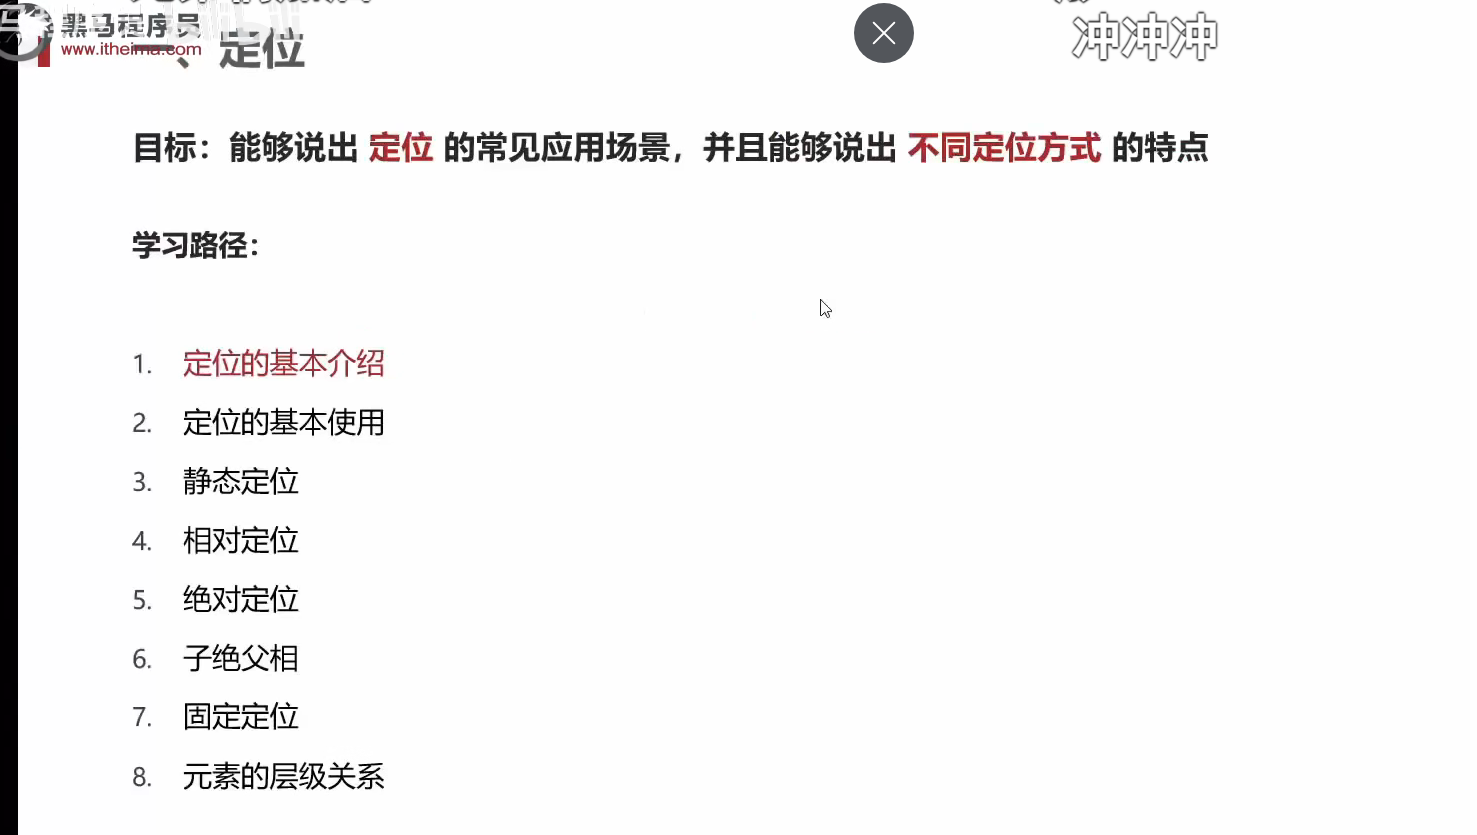 黑马程序员
www.itheima.com
一、定位
冲冲冲
目标：能够说出 定位 的常见应用场景，并且能够说出 不同定位方式 的特点
学习路径：
1. 定位的基本介绍
2. 定位的基本使用
3. 静态定位
4. 相对定位
5. 绝对定位
6. 子绝父相
7. 固定定位
8. 元素的层级关系